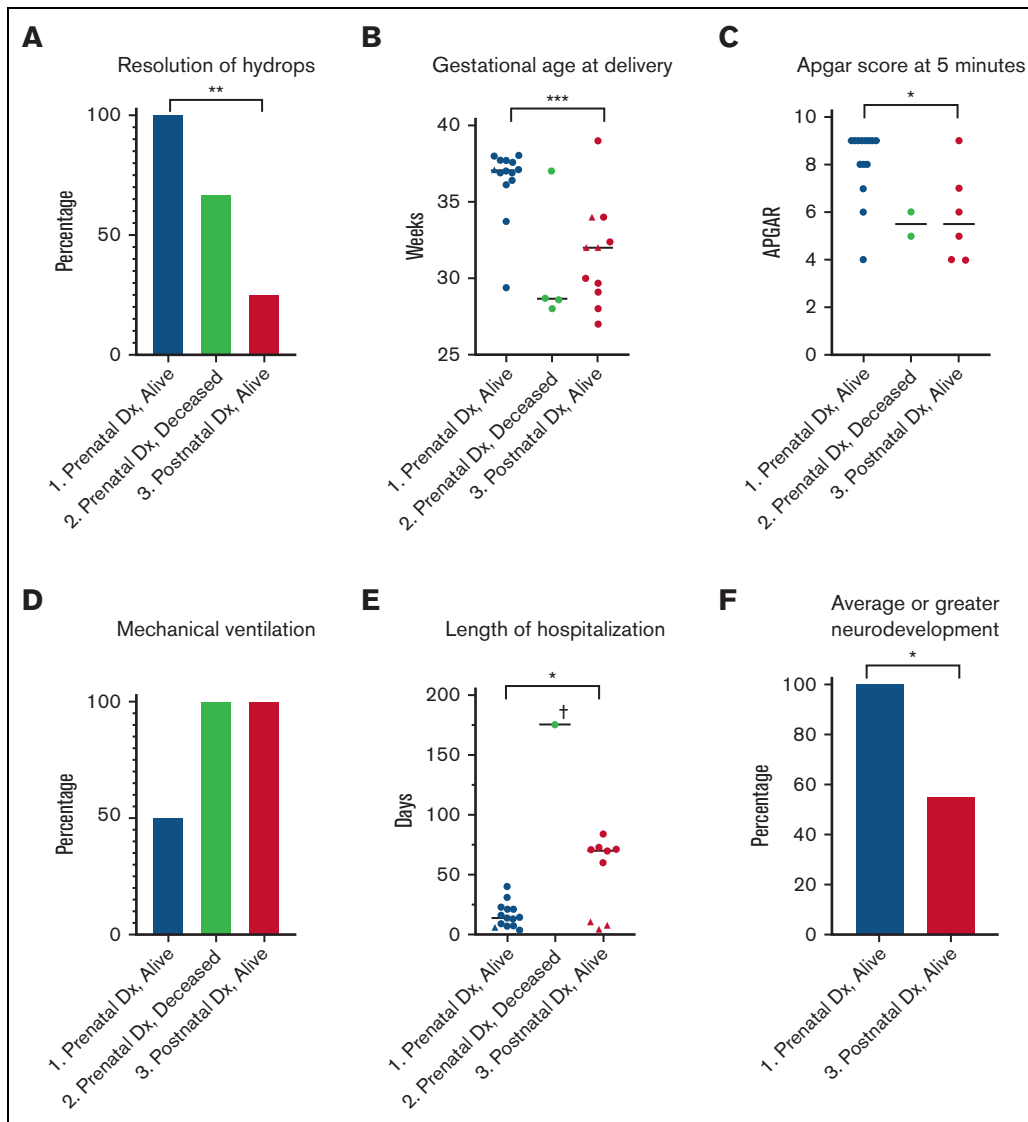 A
Resolution of hydrops
**
Percentage
100
50
0
1. Prenatal Dx, Alive
2. Prenatal Dx, Deceased
3. Postnatal Dx, Alive
B
Gestational age at delivery
***
Weeks
40
35
30
25
1. Prenatal Dx, Alive
2. Prenatal Dx, Deceased
3. Postnatal Dx, Alive
C
Apgar score at 5 minutes
*
APGAR
10
8
6
4
2
0
1. Prenatal Dx, Alive
2. Prenatal Dx, Deceased
3. Postnatal Dx, Alive
D
Mechanical ventilation
Percentage
100
50
0
1. Prenatal Dx, Alive
2. Prenatal Dx, Deceased
3. Postnatal Dx, Alive
E
Length of hospitalization
*
†
Days
200
150
100
50
0
1. Prenatal Dx, Alive
2. Prenatal Dx, Deceased
3. Postnatal Dx, Alive
F
Average or greater
neurodevelopment
*
Percentage
100
80
60
40
20
0
1. Prenatal Dx, Alive
3. Postnatal Dx, Alive